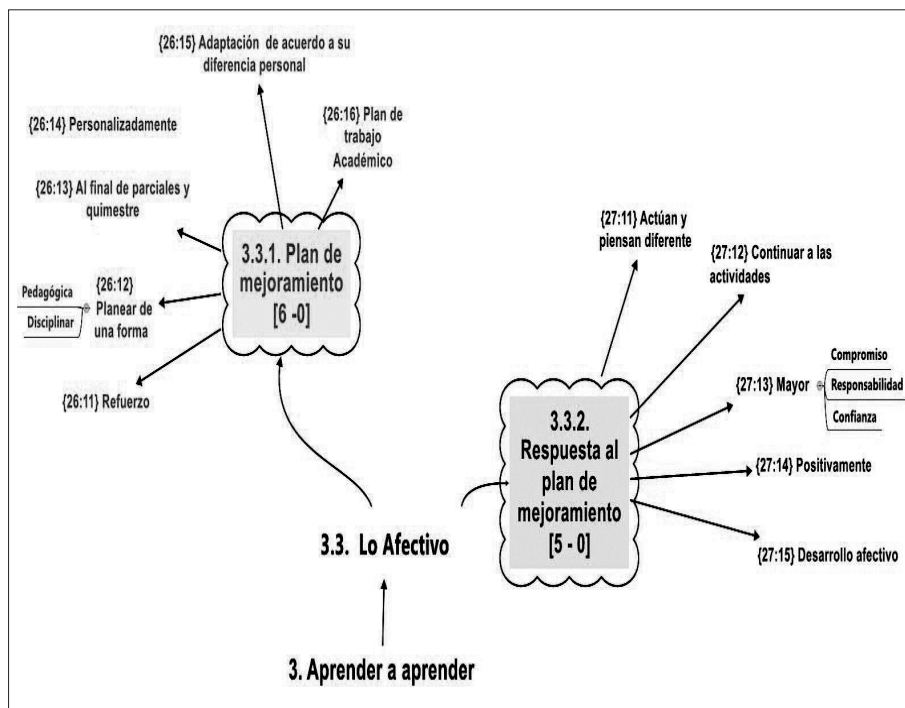 {26:15} Adaptación de acuerdo a su
diferencia personal
{26:16} Plan de
trabajo
Académico
{26:14} Personalizadamente
{26:13} Al final de parciales y
quimestre
3.3.1. Plan de
mejoramiento
[6 -0]
{26:12}
Planear de
una forma
Pedagógica
Disciplinar
{26:11} Refuerzo
{27:11} Actúan y
piensan diferente
{27:12} Continuar a las
actividades
{27:13} Mayor
Compromiso
Responsabilidad
Confianza
3.3.2.
Respuesta al
plan de
mejoramiento
[5 - 0]
{27:14} Positivamente
{27:15} Desarrollo afectivo
3.3. Lo Afectivo
3. Aprender a aprender